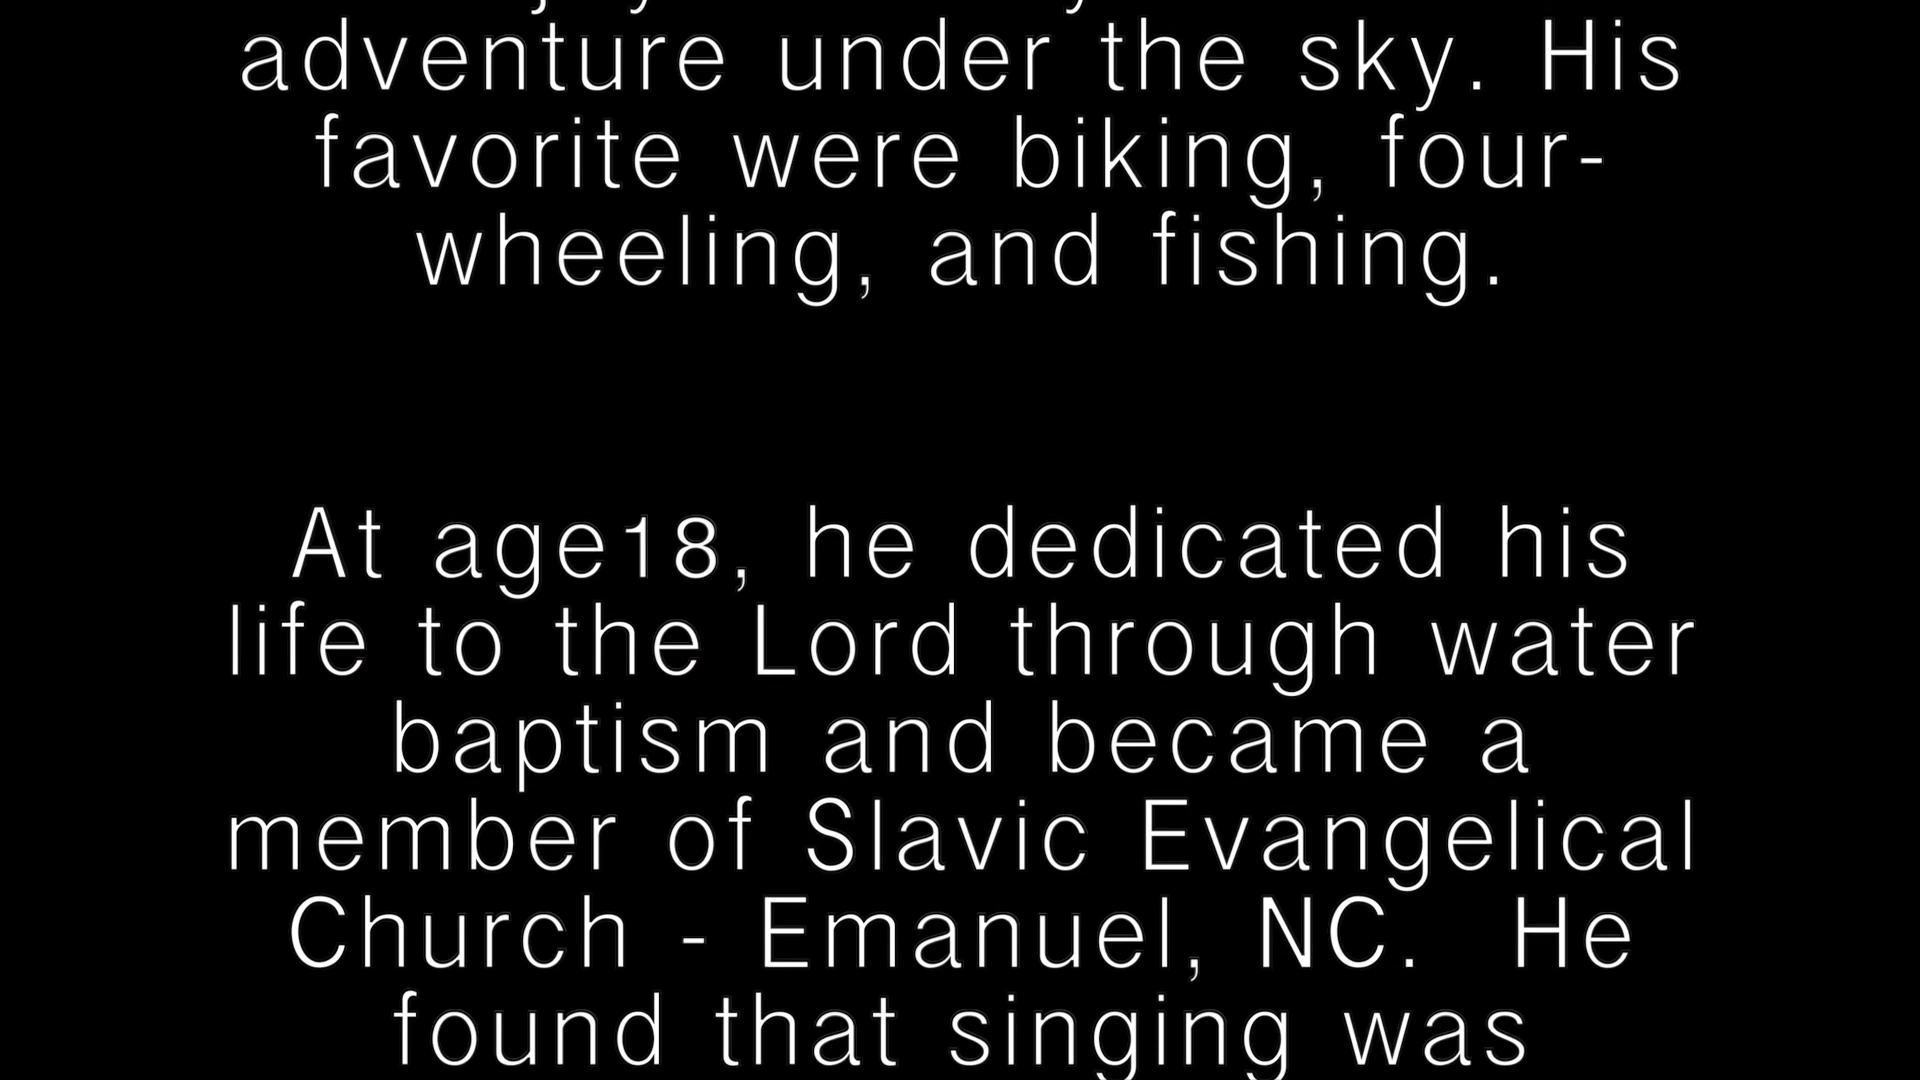 adventure under the sky. His
favorite were biking, four-
wheeling, and fishing.
At age18, he dedicated his
life to the Lord through water
baptism and became a
member of Slavic Evangelical
Church - Emanuel, NC.  He
found that singing was